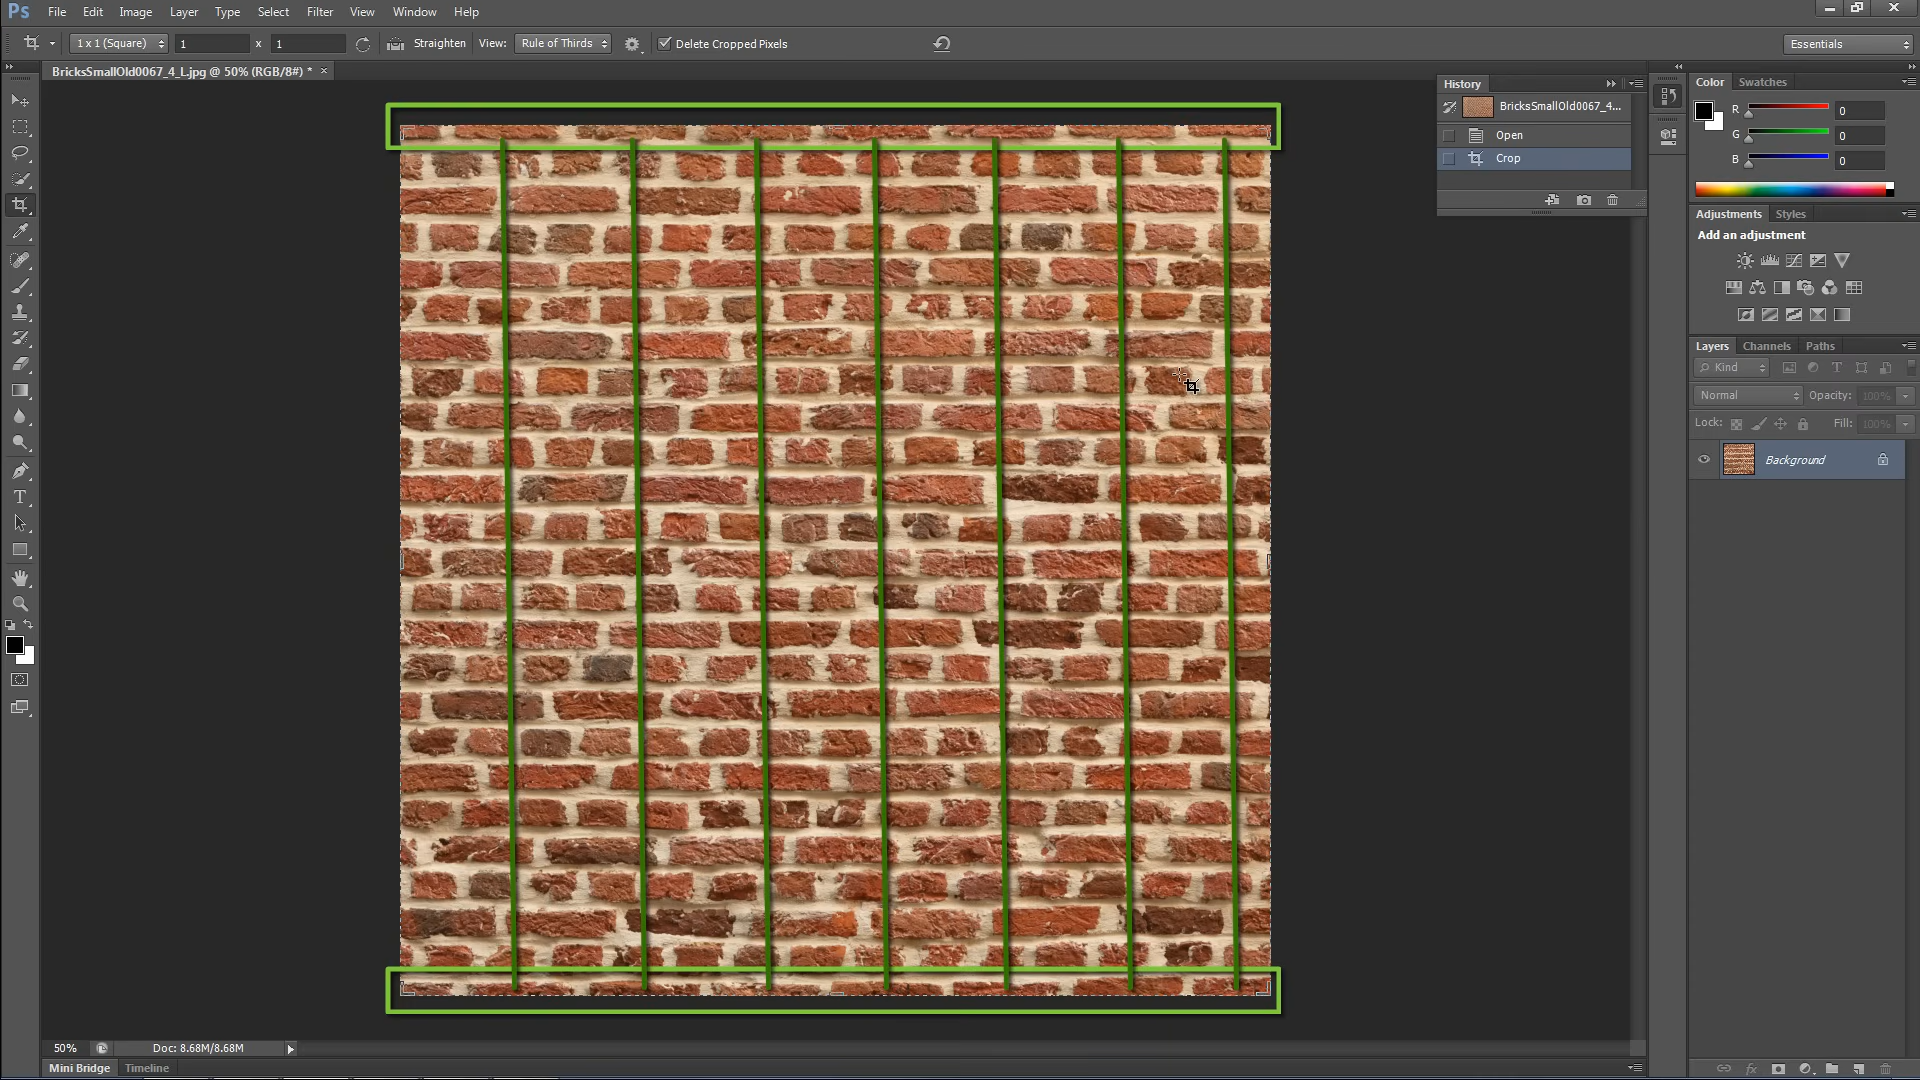 Ps File Edit Image Layer Type Select Filter View Window Help
1 x 1 (Square) 1 x 1 Straighten View: Rule of Thirds Delete Cropped Pixels Essentials
BricksSmallOld0067_4_L.jpg @ 50% (RGB/8#) * ×
History
BricksSmallOld0067_4...
Open
Crop
Color Swatches
R 0
G 0
B 0
Adjustments Styles
Add an adjustment
Layers Channels Paths
Kind
Normal Opacity: 100%
Lock: Fill: 100%
Background
50% Doc: 8.68M/8.68M
Mini Bridge Timeline